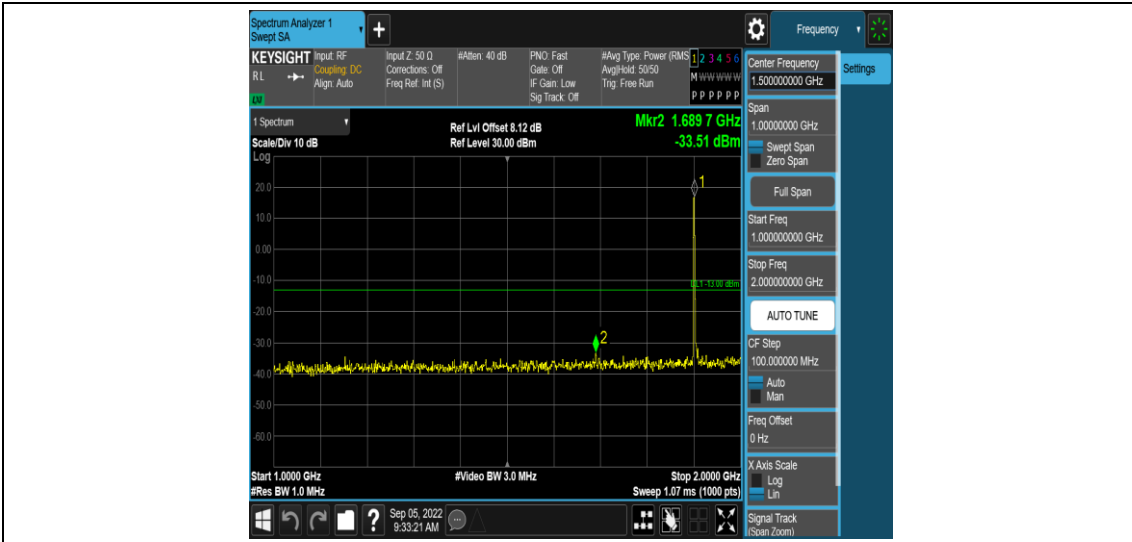 Spectrum Analyzer 1
Swept SA
+
Frequency
KEYSIGHT
RL
LXI
Input: RF
Coupling: DC
Align: Auto
Input Z: 50 Ω
Corrections: Off
Freq Ref: Int (S)
#Atten: 40 dB
PNO: Fast
Gate: Off
IF Gain: Low
Sig Track: Off
#Avg Type: Power (RMS
Avg|Hold: 50/50
Trig: Free Run
1 2 3 4 5 6
M W W W W W
P P P P P P
1 Spectrum
Scale/Div 10 dB
Log
Ref Lvl Offset 8.12 dB
Ref Level 30.00 dBm
Mkr2 1.689 7 GHz
-33.51 dBm
20.0
10.0
0.00
-10.0
-20.0
-30.0
-40.0
-50.0
-60.0
1
2
DL1 -13.00 dBm
Start 1.0000 GHz
#Res BW 1.0 MHz
#Video BW 3.0 MHz
Stop 2.0000 GHz
Sweep 1.07 ms (1000 pts)
?
Sep 05, 2022
9:33:21 AM
Center Frequency
1.500000000 GHz
Settings
Span
1.00000000 GHz
Swept Span
Zero Span
Full Span
Start Freq
1.000000000 GHz
Stop Freq
2.000000000 GHz
AUTO TUNE
CF Step
100.000000 MHz
Auto
Man
Freq Offset
0 Hz
X Axis Scale
Log
Lin
Signal Track
(Span Zoom)